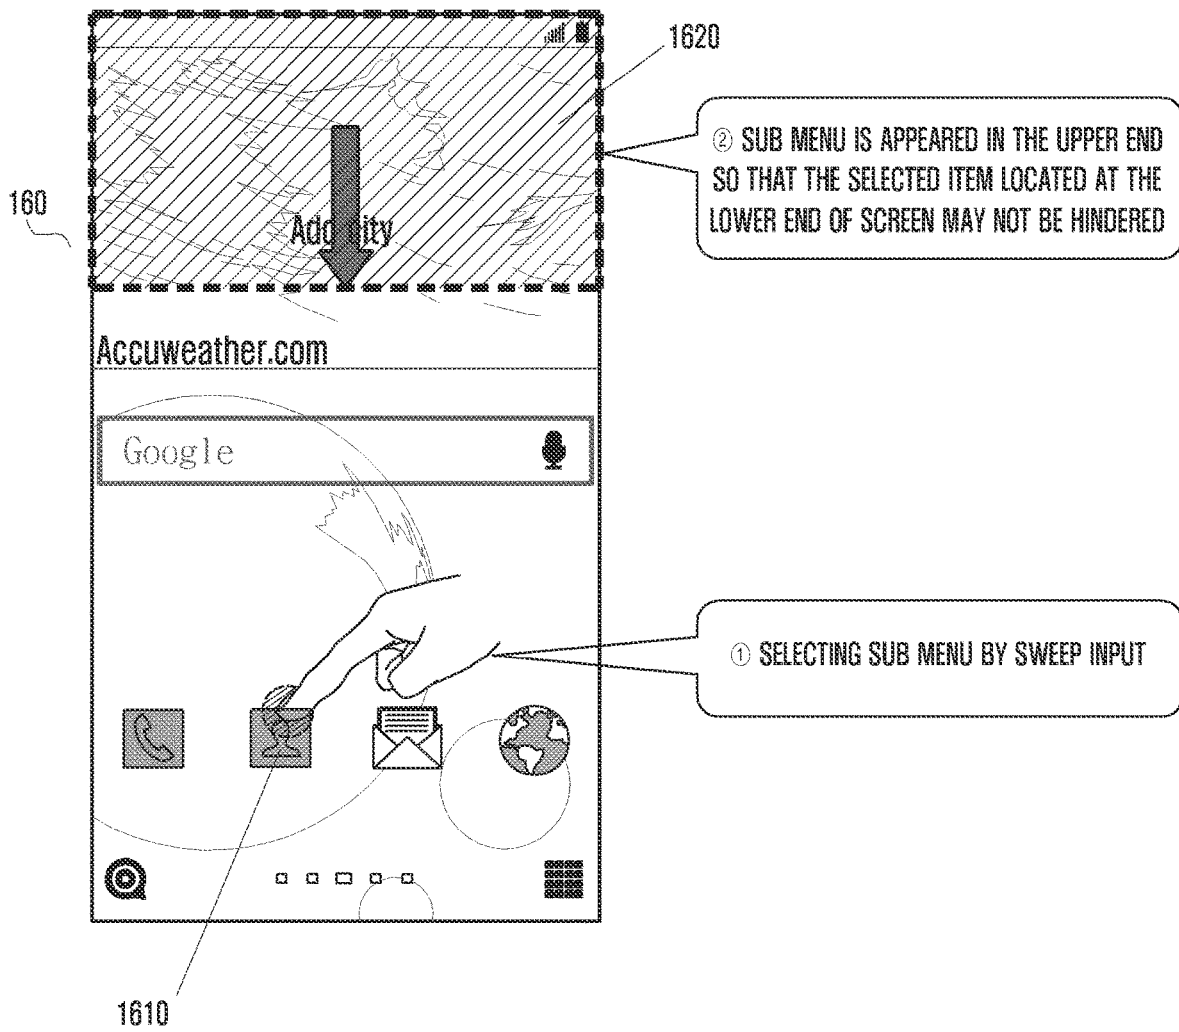 1620
② SUB MENU IS APPEARED IN THE UPPER END
SO THAT THE SELECTED ITEM LOCATED AT THE
LOWER END OF SCREEN MAY NOT BE HINDERED
160
Accuweather.com
Google
① SELECTING SUB MENU BY SWEEP INPUT
1610